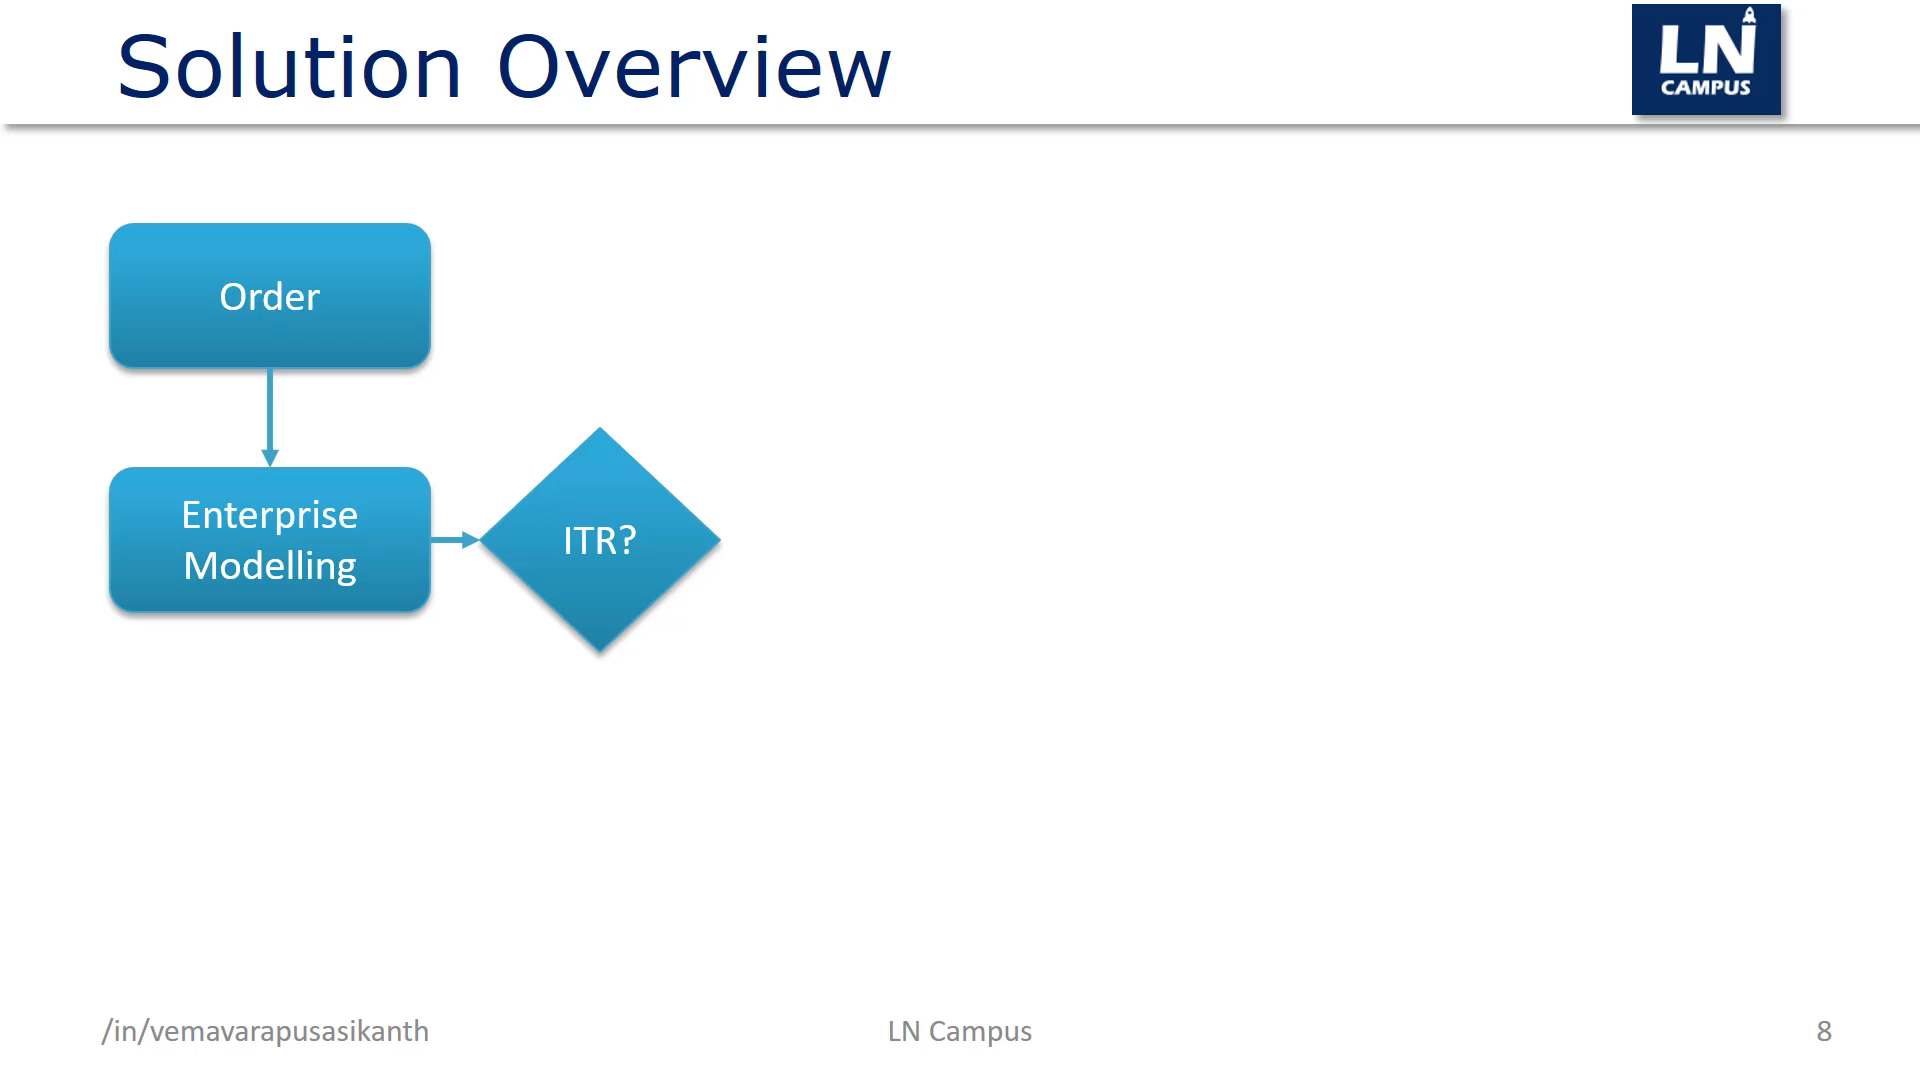 Solution Overview
LN
CAMPUS
Order
Enterprise
Modelling
ITR?
/in/vemavarapusasikanth
LN Campus
8